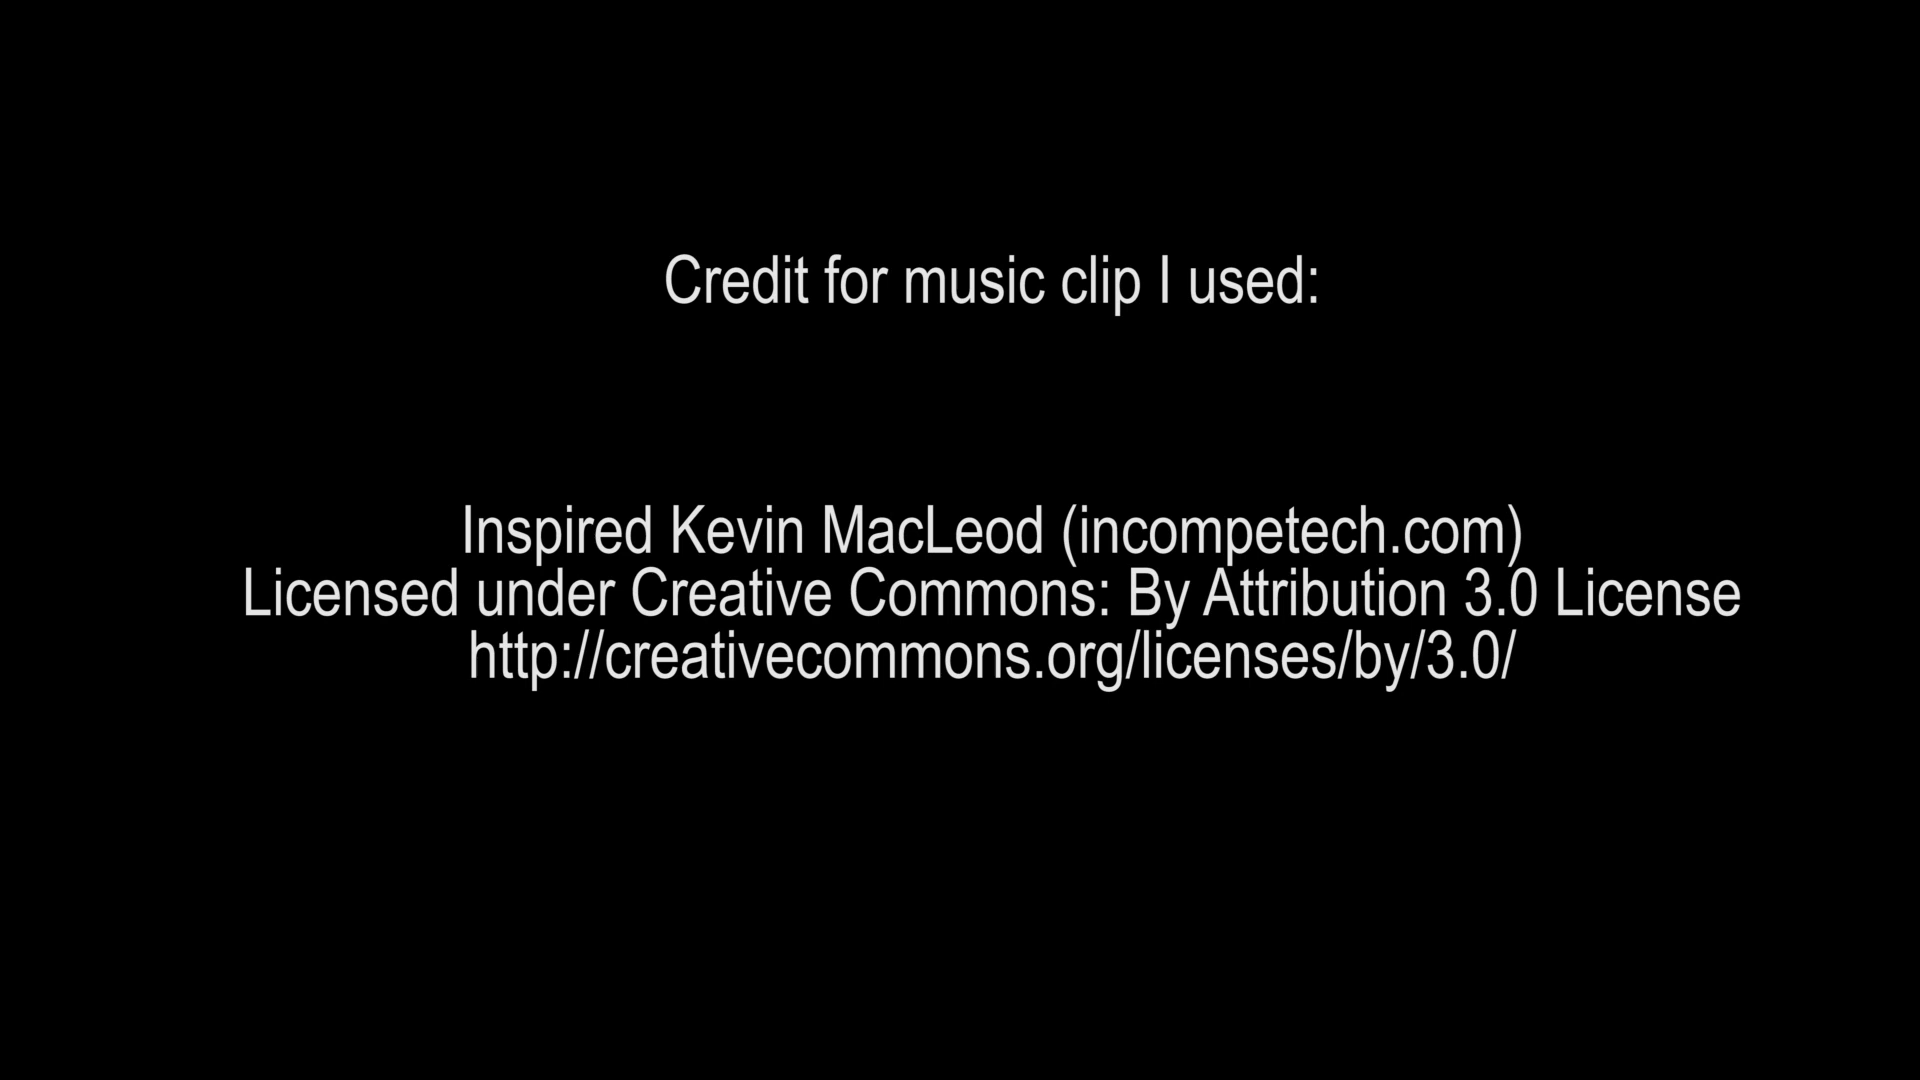 Credit for music clip I used:
Inspired Kevin MacLeod (incompetech.com)
Licensed under Creative Commons: By Attribution 3.0 License
http://creativecommons.org/licenses/by/3.0/